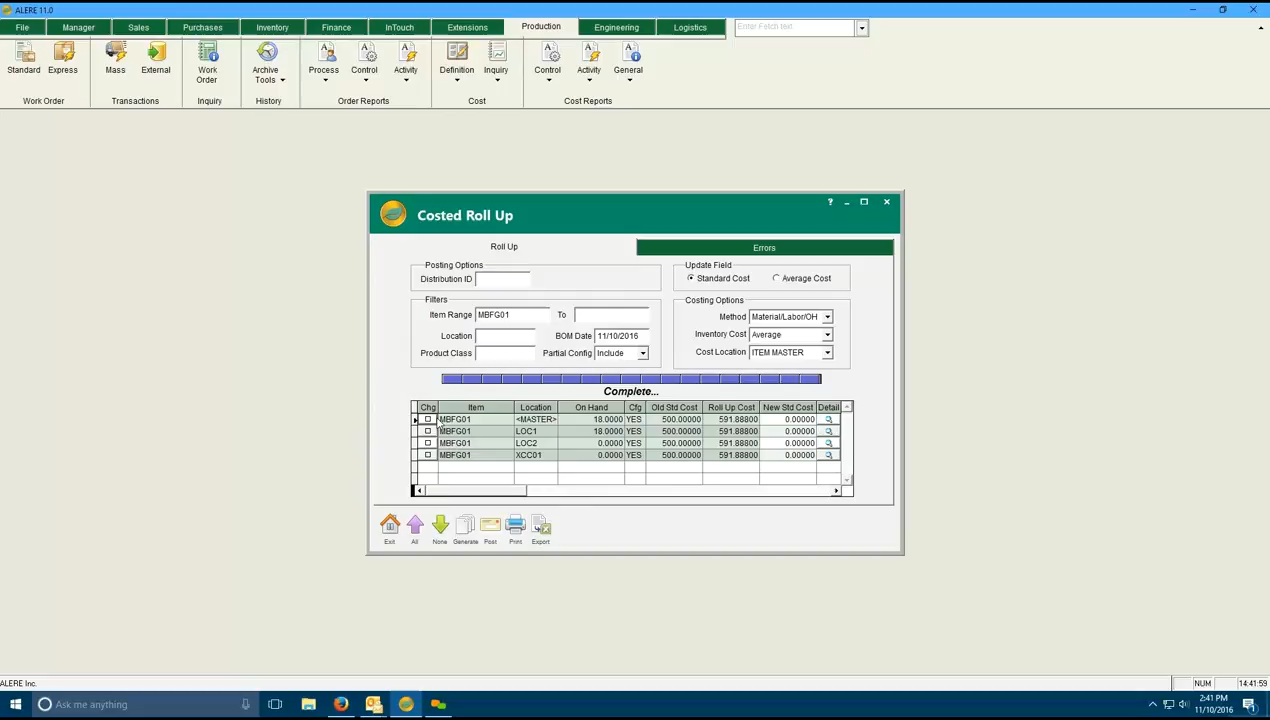 ALERE 11.0
File Manager Sales Purchases Inventory Finance InTouch Extensions Production Engineering Logistics Enter Fetch text
Standard Express Mass External Work Order Archive Tools Process Control Activity Definition Inquiry Control Activity General
Work Order Transactions Inquiry History Order Reports Cost Cost Reports
Costed Roll Up
?
Roll Up Errors
Posting Options Update Field
Distribution ID Standard Cost Average Cost
Filters Costing Options
Item Range MBFG01 To Method Material/Labor/OH
Location BOM Date 11/10/2016 Inventory Cost Average
Product Class Partial Config Include Cost Location ITEM MASTER
Complete...
Chg Item Location On Hand Cfg Old Std Cost Roll Up Cost New Std Cost Detail
MBFG01 <MASTER> 18.0000 YES 500.00000 591.88800 0.00000
MBFG01 LOC1 18.0000 YES 500.00000 591.88800 0.00000
MBFG01 LOC2 0.0000 YES 500.00000 591.88800 0.00000
MBFG01 XCC01 0.0000 YES 500.00000 591.88800 0.00000
Exit All None Generate Post Print Export
ALERE Inc. NUM 14:41:59
Ask me anything 2:41 PM
11/10/2016